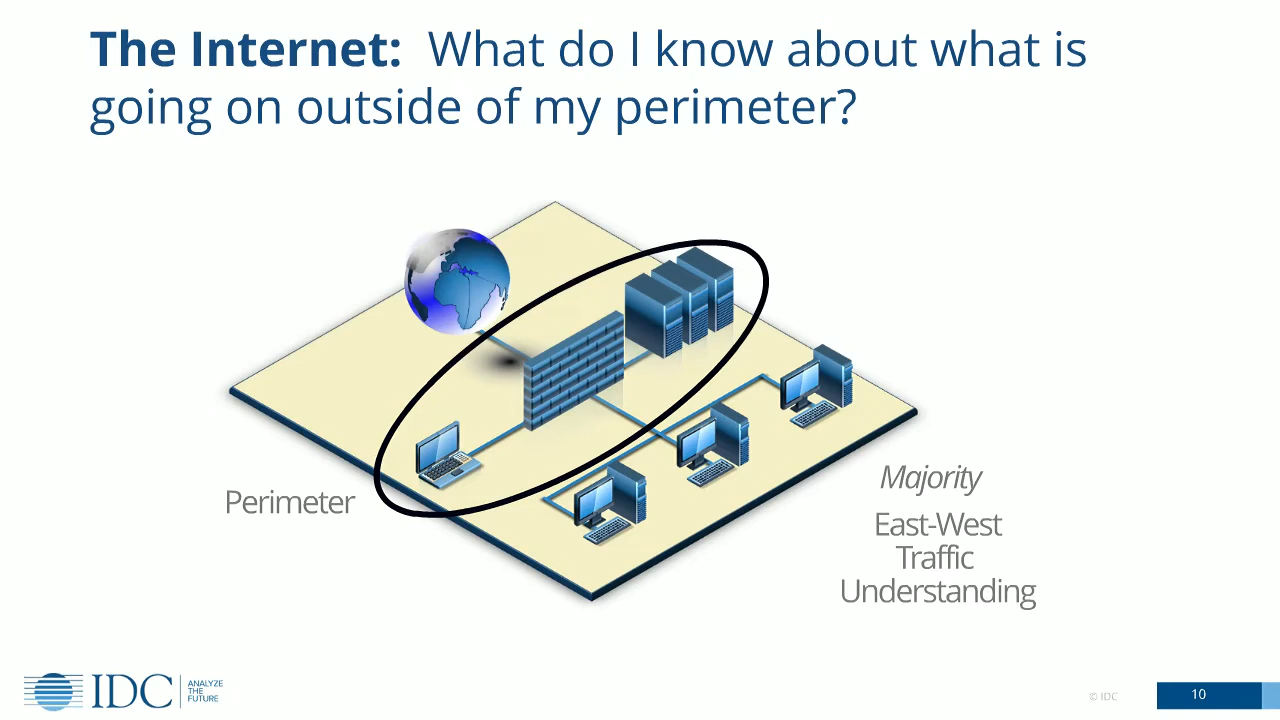 The Internet: What do I know about what is
going on outside of my perimeter?
Perimeter
Majority
East-West
Traffic
Understanding
IDC
ANALYZE
THE
FUTURE
© IDC
10